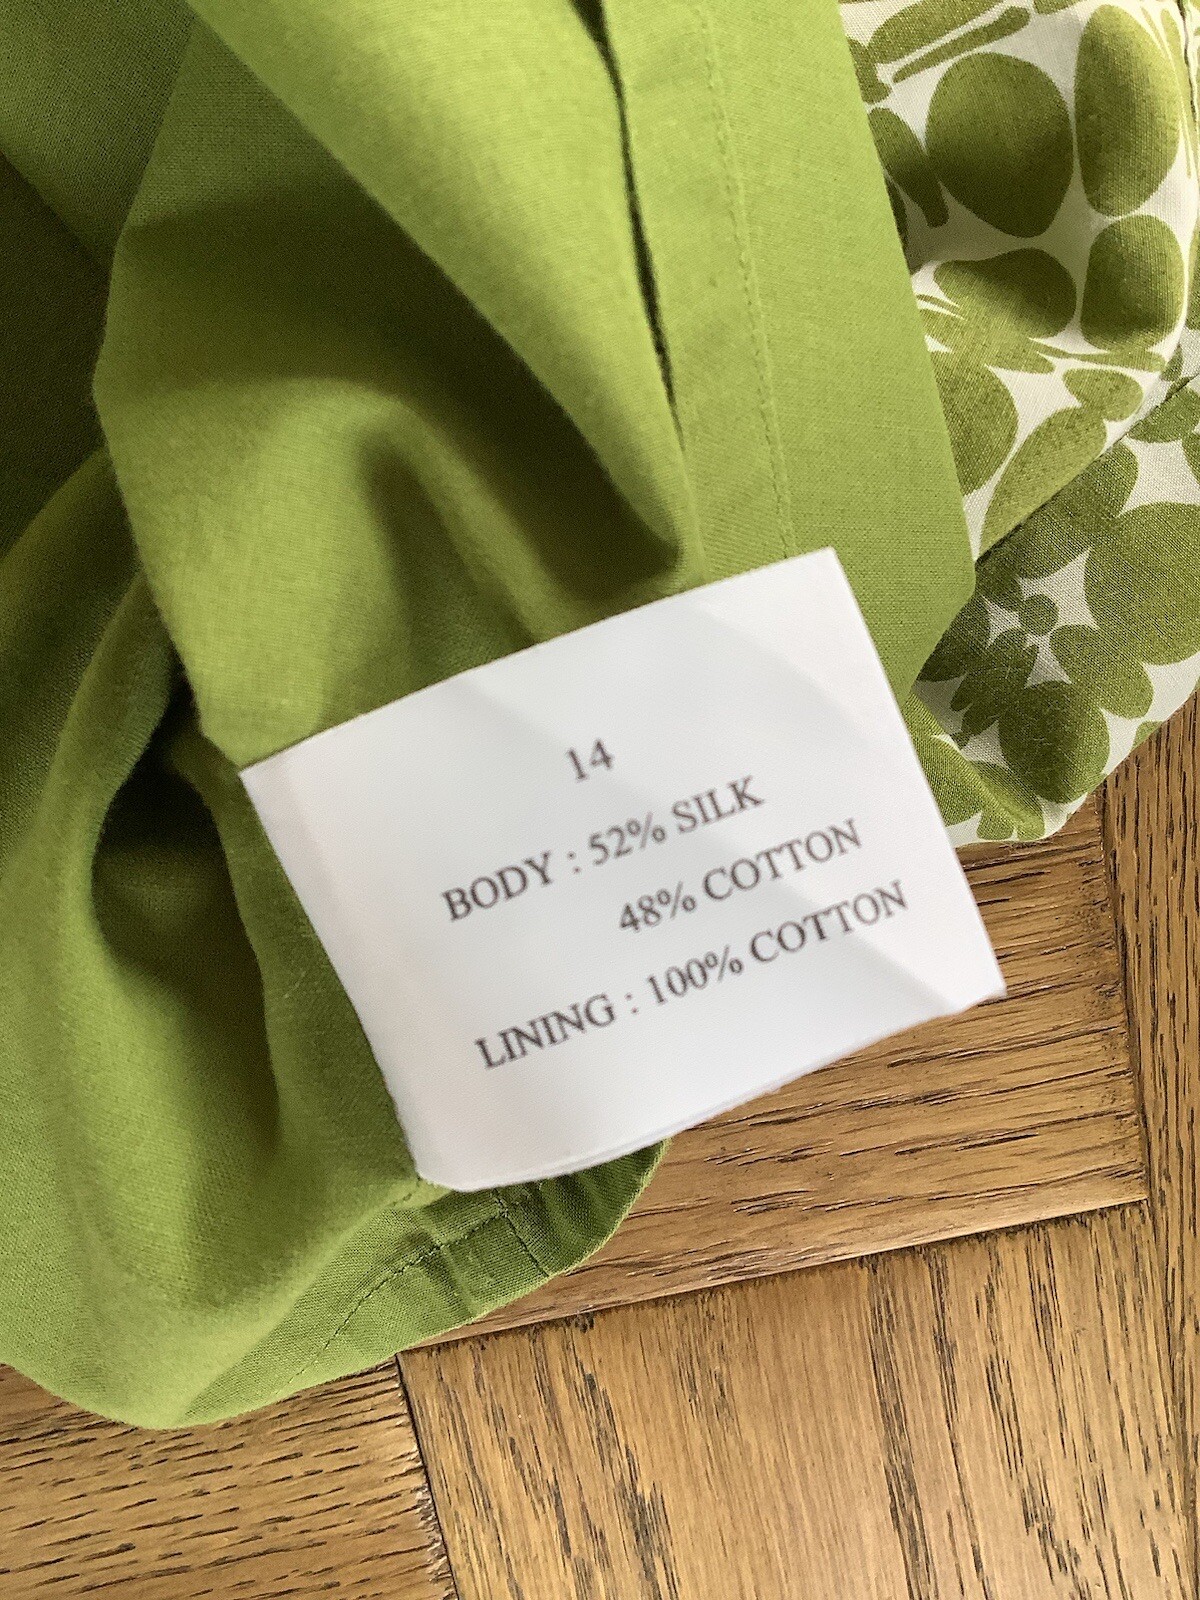 14
BODY : 52% SILK
48% COTTON
LINING : 100% COTTON